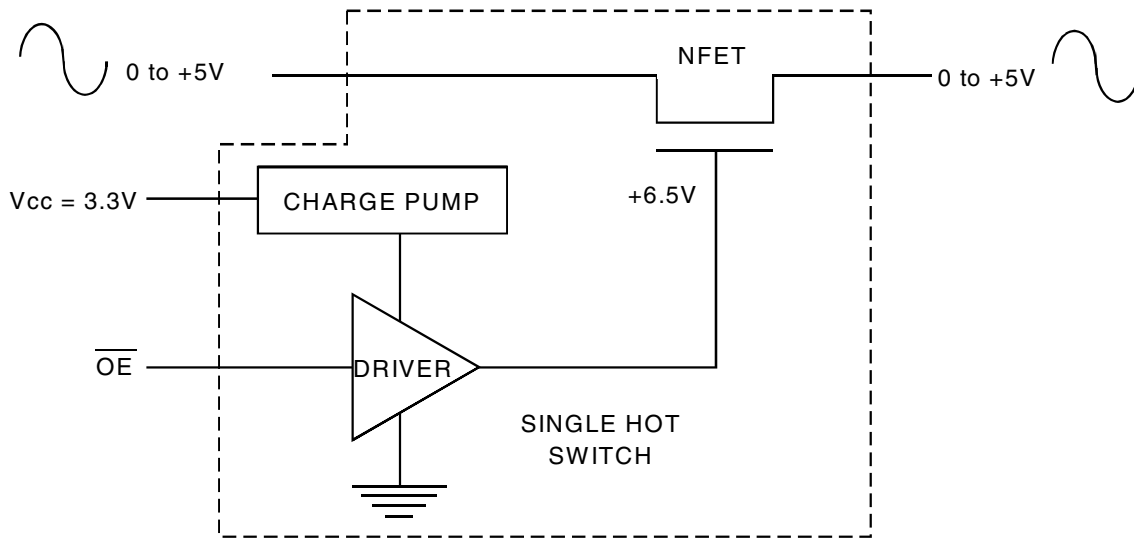 NFET
0 to +5V
0 to +5V
Vcc = 3.3V
CHARGE PUMP
+6.5V
OE
DRIVER
SINGLE HOT
SWITCH